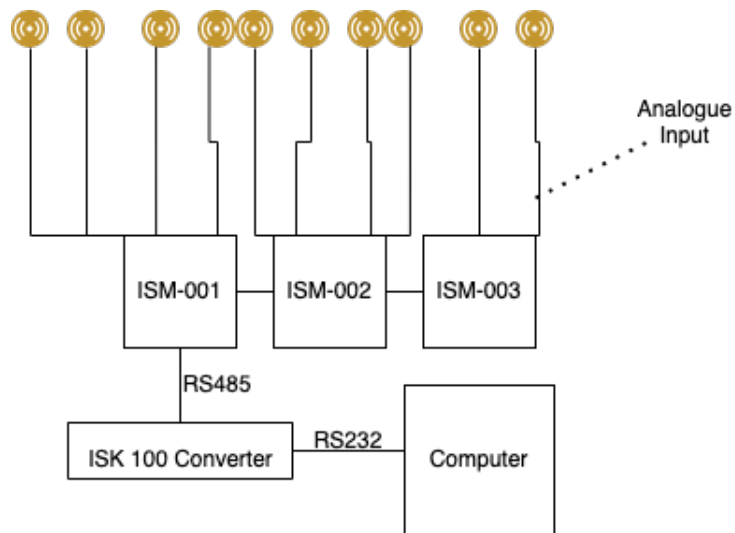 Analogue
Input
ISM-001
ISM-002
ISM-003
RS485
ISK 100 Converter
RS232
Computer